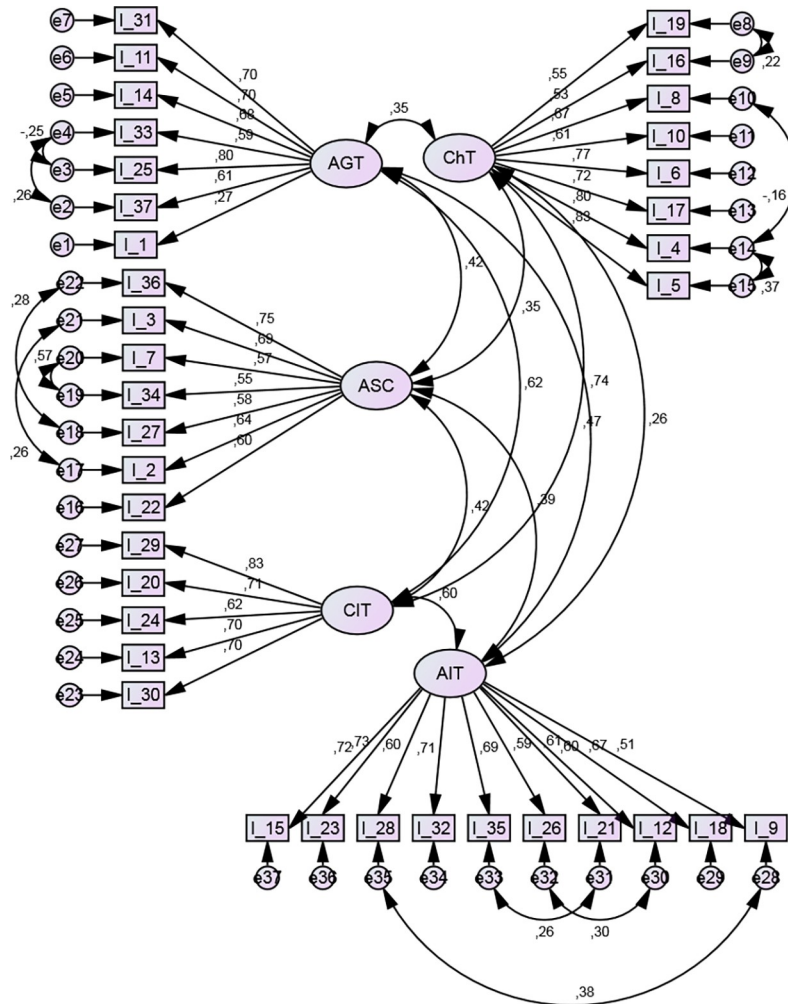 e7 I_31
e6 I_11
e5 I_14
e4 I_33
e3 I_25
e2 I_37
e1 I_1
-,25
,26
,70
,70
,68
,59
,80
,61
,27
AGT
,35
ChT
I_19 e8
I_16 e9
I_8 e10
I_10 e11
I_6 e12
I_17 e13
I_4 e14
I_5 e15
,55
,53
,67
,61
,77
,72
,80
,83
,22
-,16
,37
e22 I_36
e21 I_3
e20 I_7
e19 I_34
e18 I_27
e17 I_2
e16 I_22
,28
,57
,26
,75
,69
,57
,55
,58
,64
,60
ASC
,42
,35
,62
,74
,47
,26
,42
,39
e27 I_29
e26 I_20
e25 I_24
e24 I_13
e23 I_30
,83
,71
,62
,70
,70
CIT
,60
AIT
,72 ,73 ,60 ,71 ,69 ,59 ,61 ,60 ,67 ,51
I_15 I_23 I_28 I_32 I_35 I_26 I_21 I_12 I_18 I_9
e37 e36 e35 e34 e33 e32 e31 e30 e29 e28
,26 ,30
,38